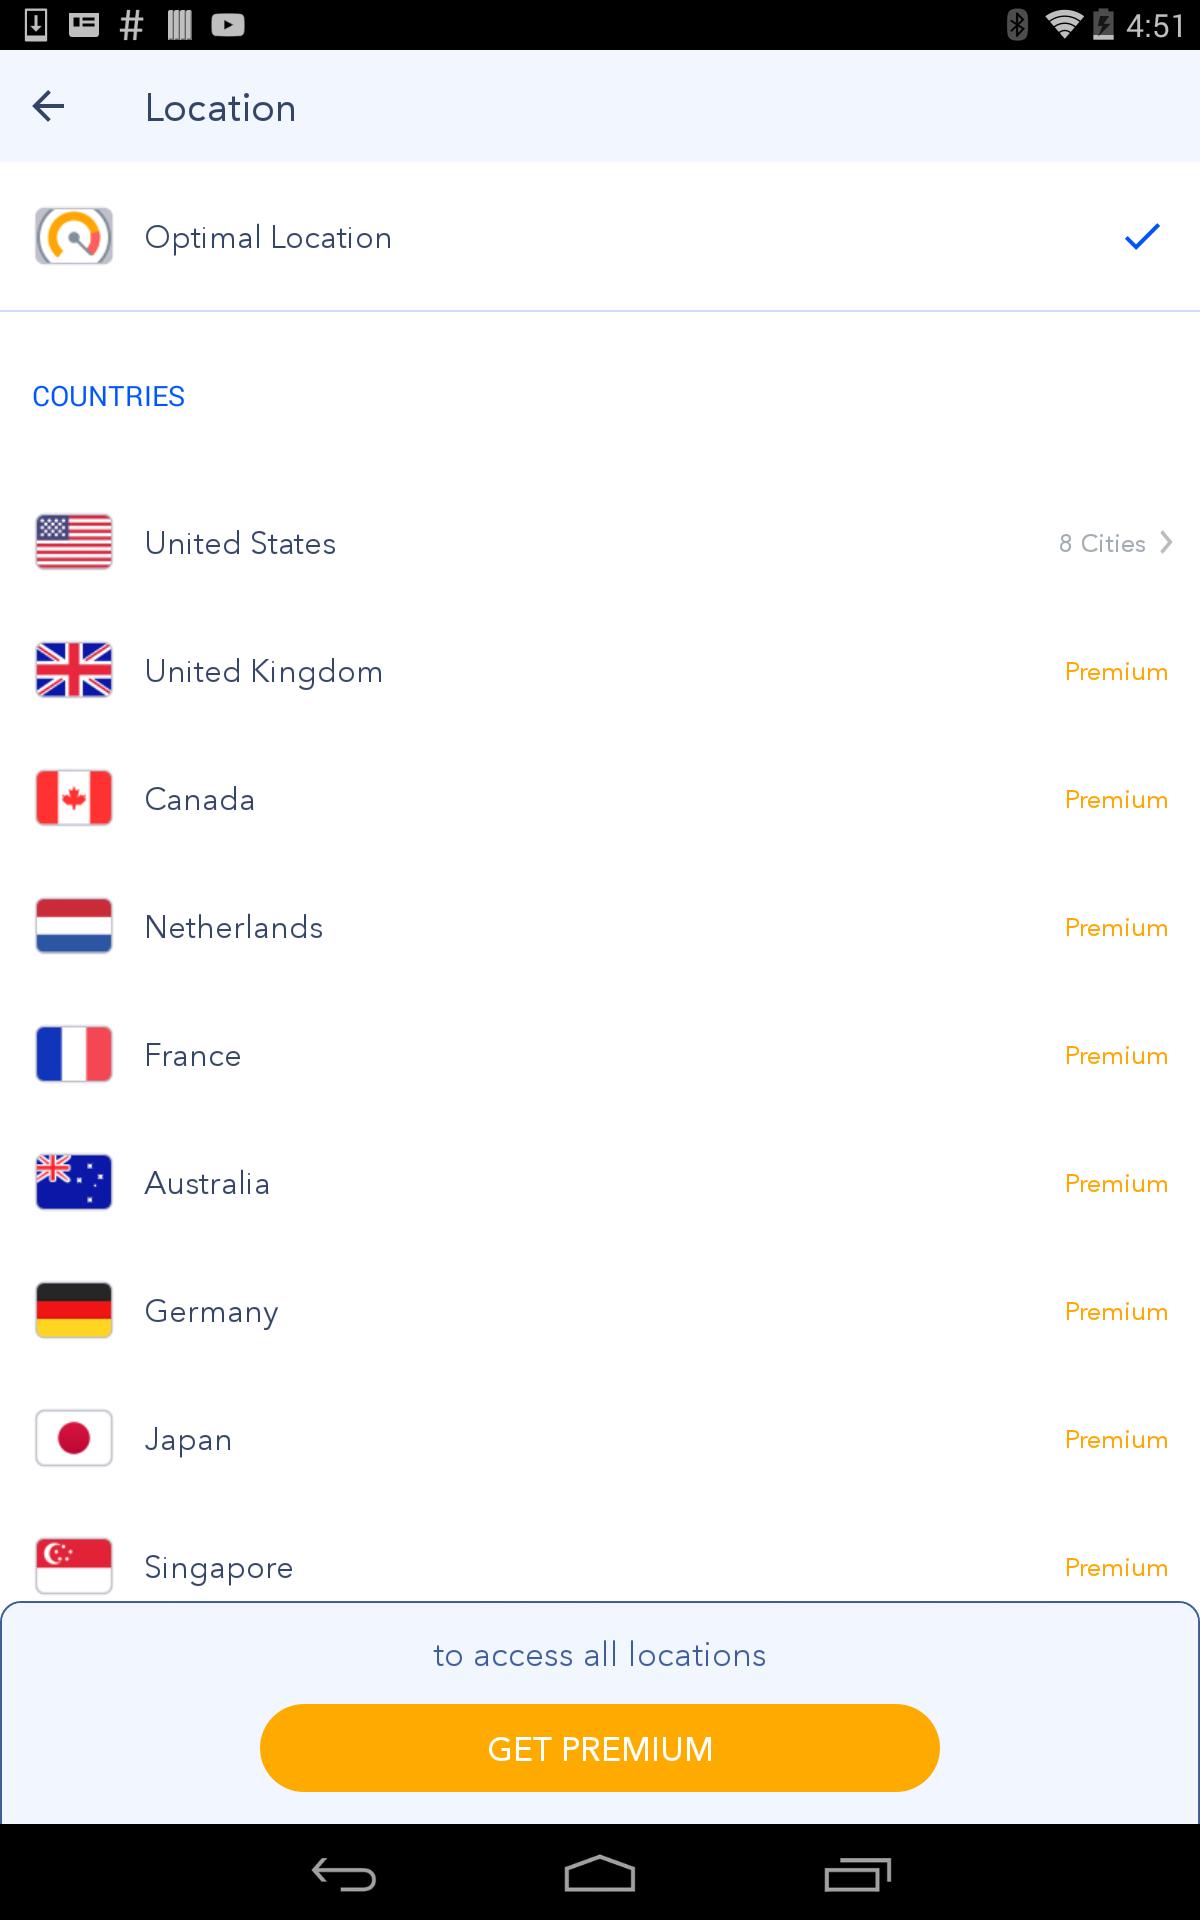 4:51
Location
Optimal Location
COUNTRIES
United States 8 Cities
United Kingdom Premium
Canada Premium
Netherlands Premium
France Premium
Australia Premium
Germany Premium
Japan Premium
Singapore Premium
to access all locations
GET PREMIUM